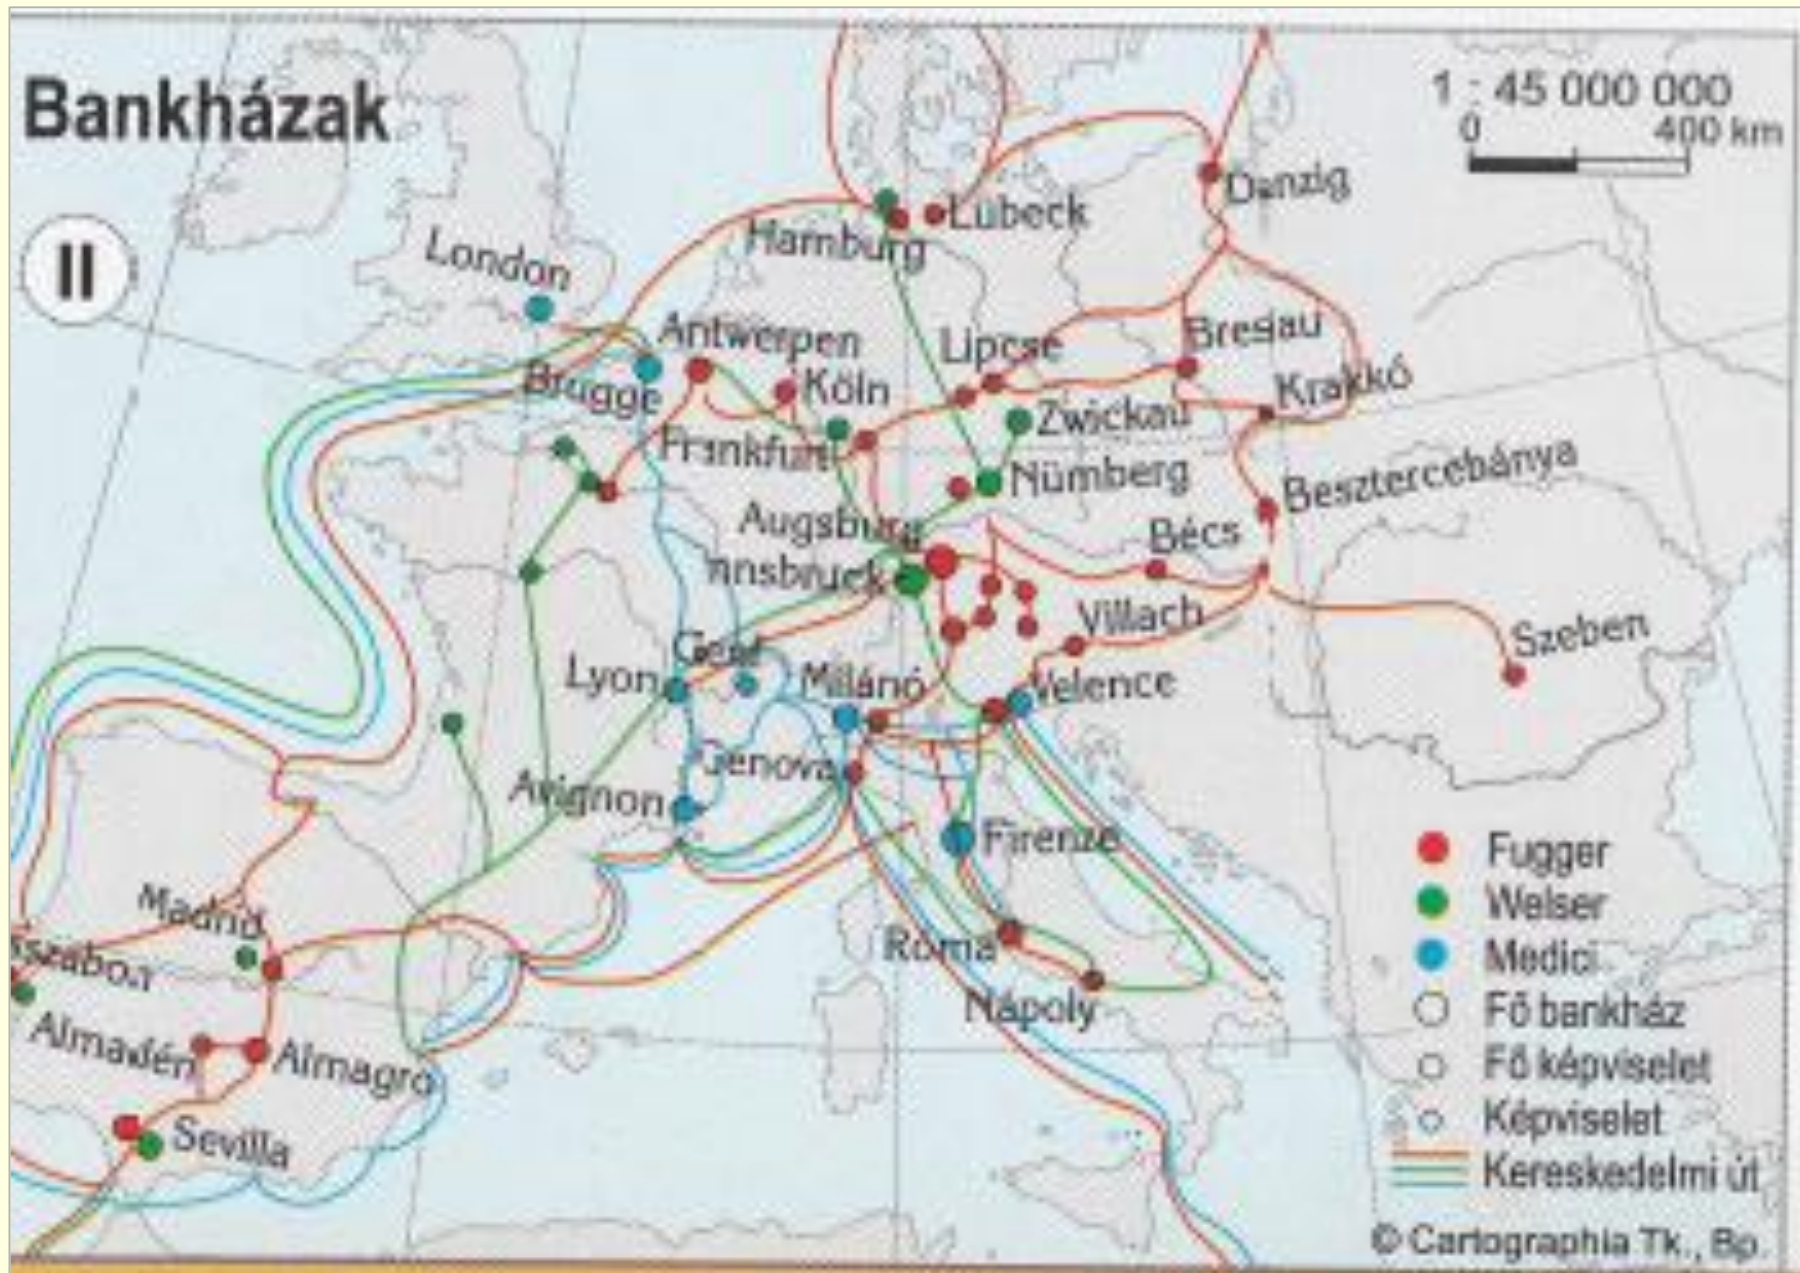 Bankházak
1 : 45 000 000
0 400 km
II
London
Hamburg
Lübeck
Danzig
Antwerpen
Brügge
Köln
Lipcse
Breslau
Krakkó
Frankfurt
Zwickau
Nürnberg
Besztercebánya
Augsburg
Innsbruck
Bécs
Villach
Szeben
Genf
Lyon
Milánó
Velence
Genova
Avignon
Firenze
Madrid
Róma
Nápoly
sszabon
Almadén
Almagro
Sevilla
Fugger
Welser
Medici
Fő bankház
Fő képviselet
Képviselet
Kereskedelmi út
© Cartographia Tk., Bp.